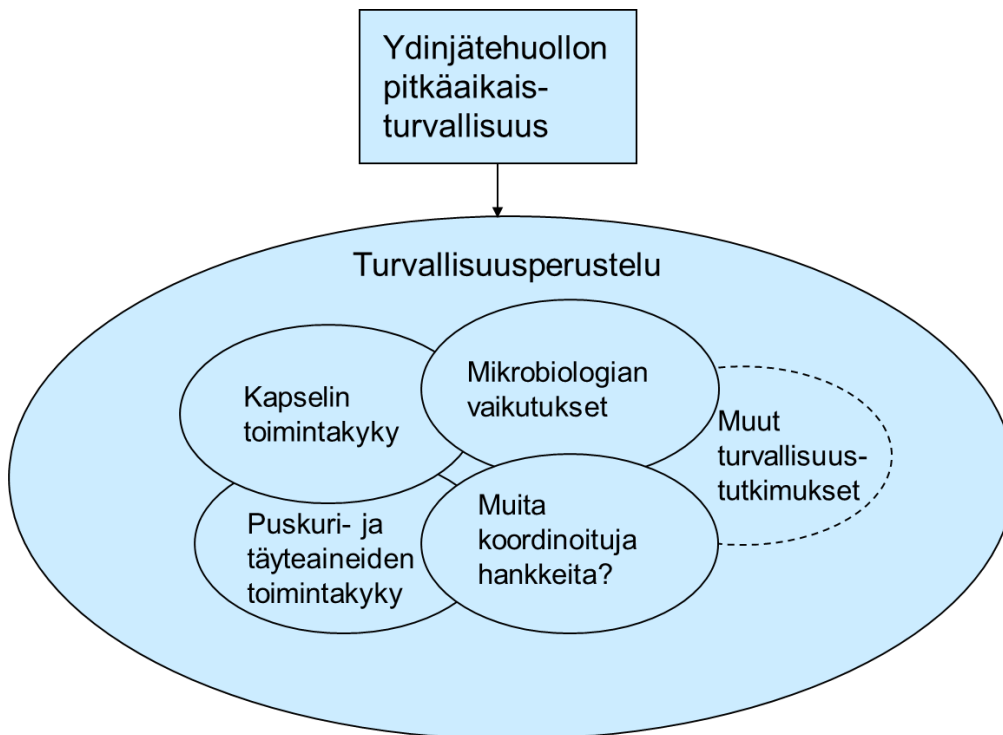 Ydinjätehuollon
pitkäaikais-
turvallisuus
Turvallisuusperustelu
Kapselin
toimintakyky
Mikrobiologian
vaikutukset
Muut
turvallisuus-
tutkimukset
Puskuri- ja
täyteaineiden
toimintakyky
Muita
koordinoituja
hankkeita?